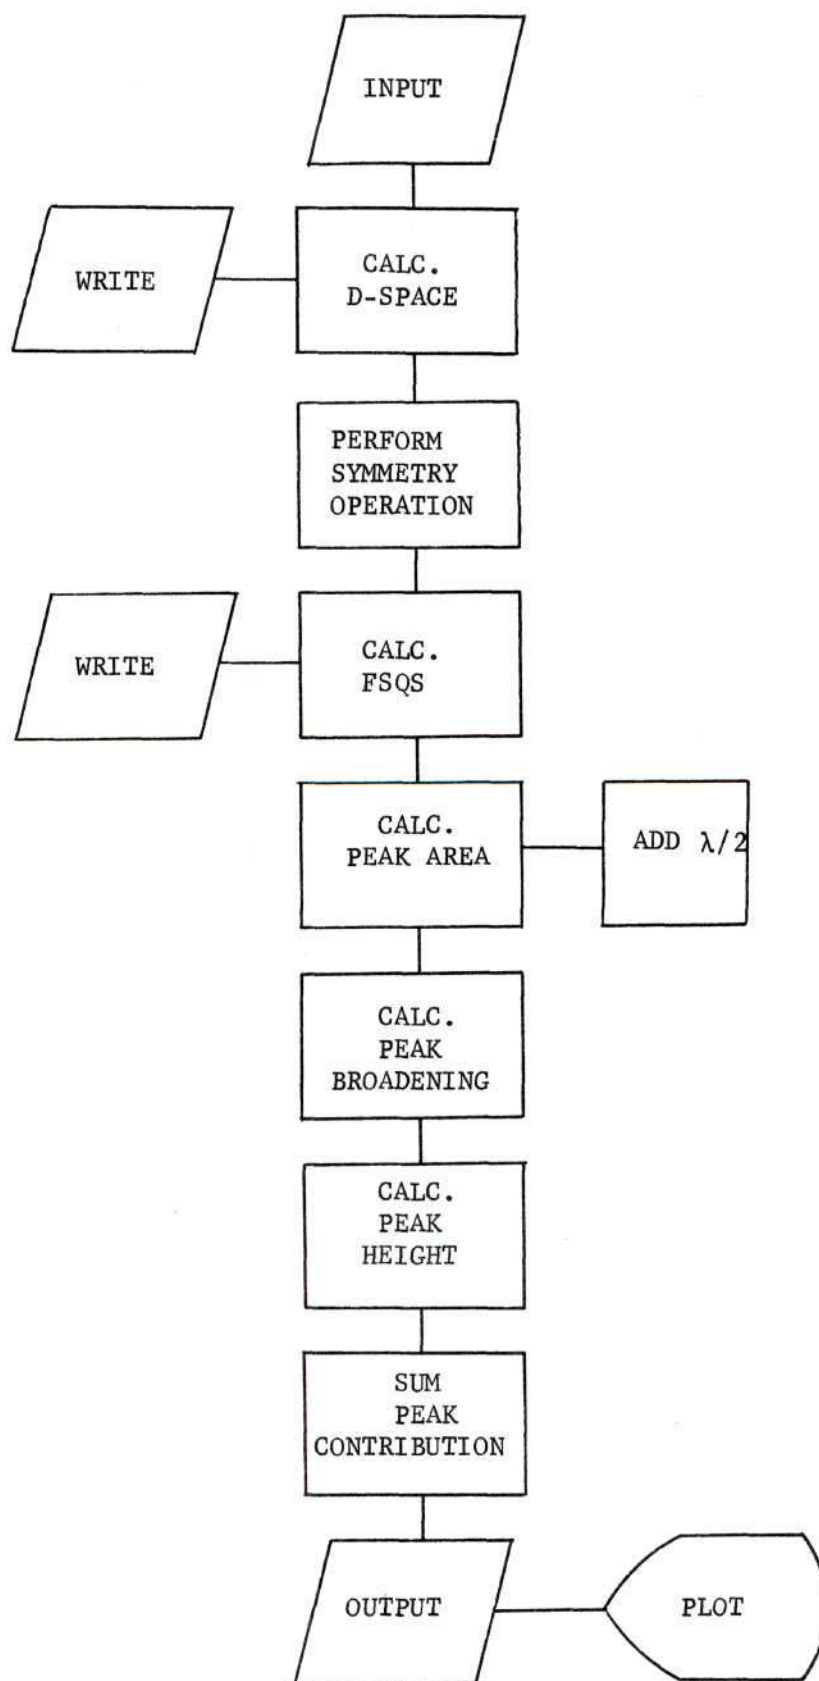 INPUT
WRITE
CALC.
D-SPACE
PERFORM
SYMMETRY
OPERATION
WRITE
CALC.
FSQS
CALC.
PEAK AREA
ADD λ/2
CALC.
PEAK
BROADENING
CALC.
PEAK
HEIGHT
SUM
PEAK
CONTRIBUTION
OUTPUT
PLOT